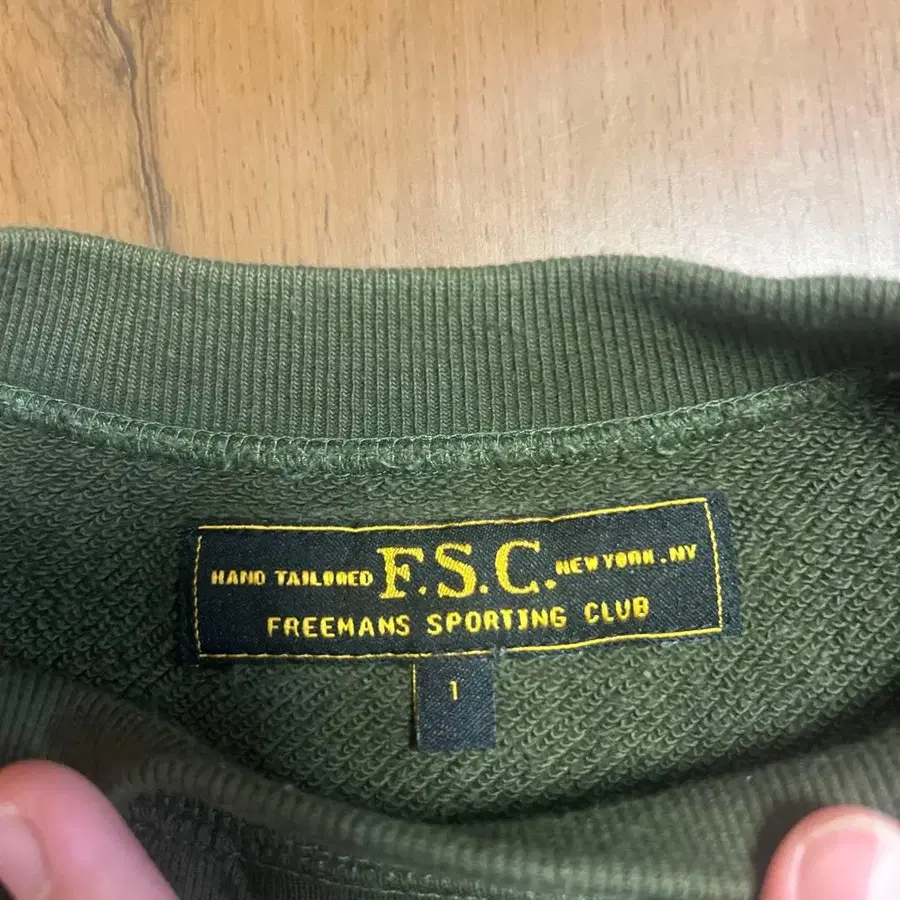 HAND TAILORED F.S.C. NEW YORK.NY
FREEMANS SPORTING CLUB
1